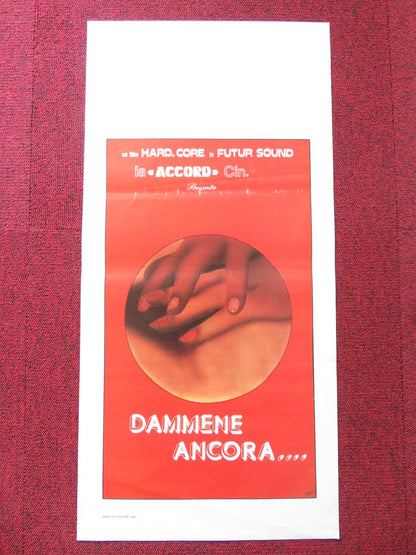 un film HARD. CORE in FUTUR SOUND
la «ACCORD» Cin.
Presenta
DAMMENE
ANCORA....